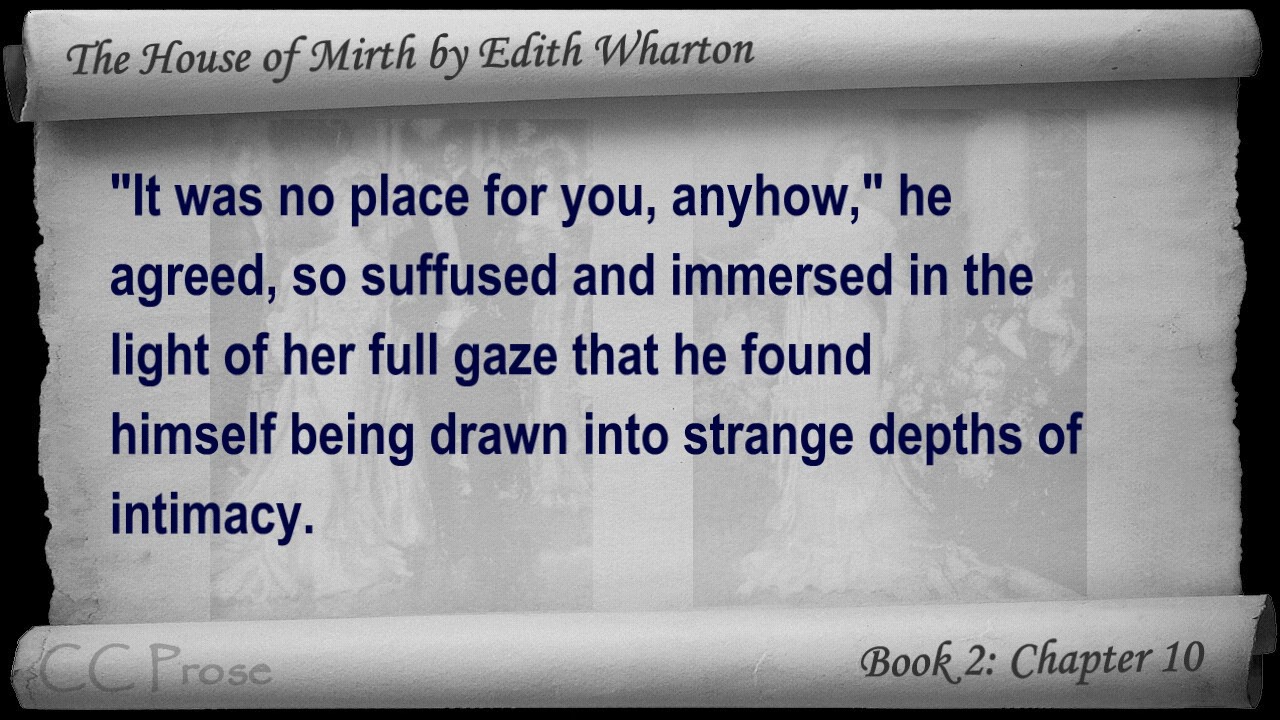 The House of Mirth by Edith Wharton
"It was no place for you, anyhow," he
agreed, so suffused and immersed in the
light of her full gaze that he found
himself being drawn into strange depths of
intimacy.
CC Prose
Book 2: Chapter 10